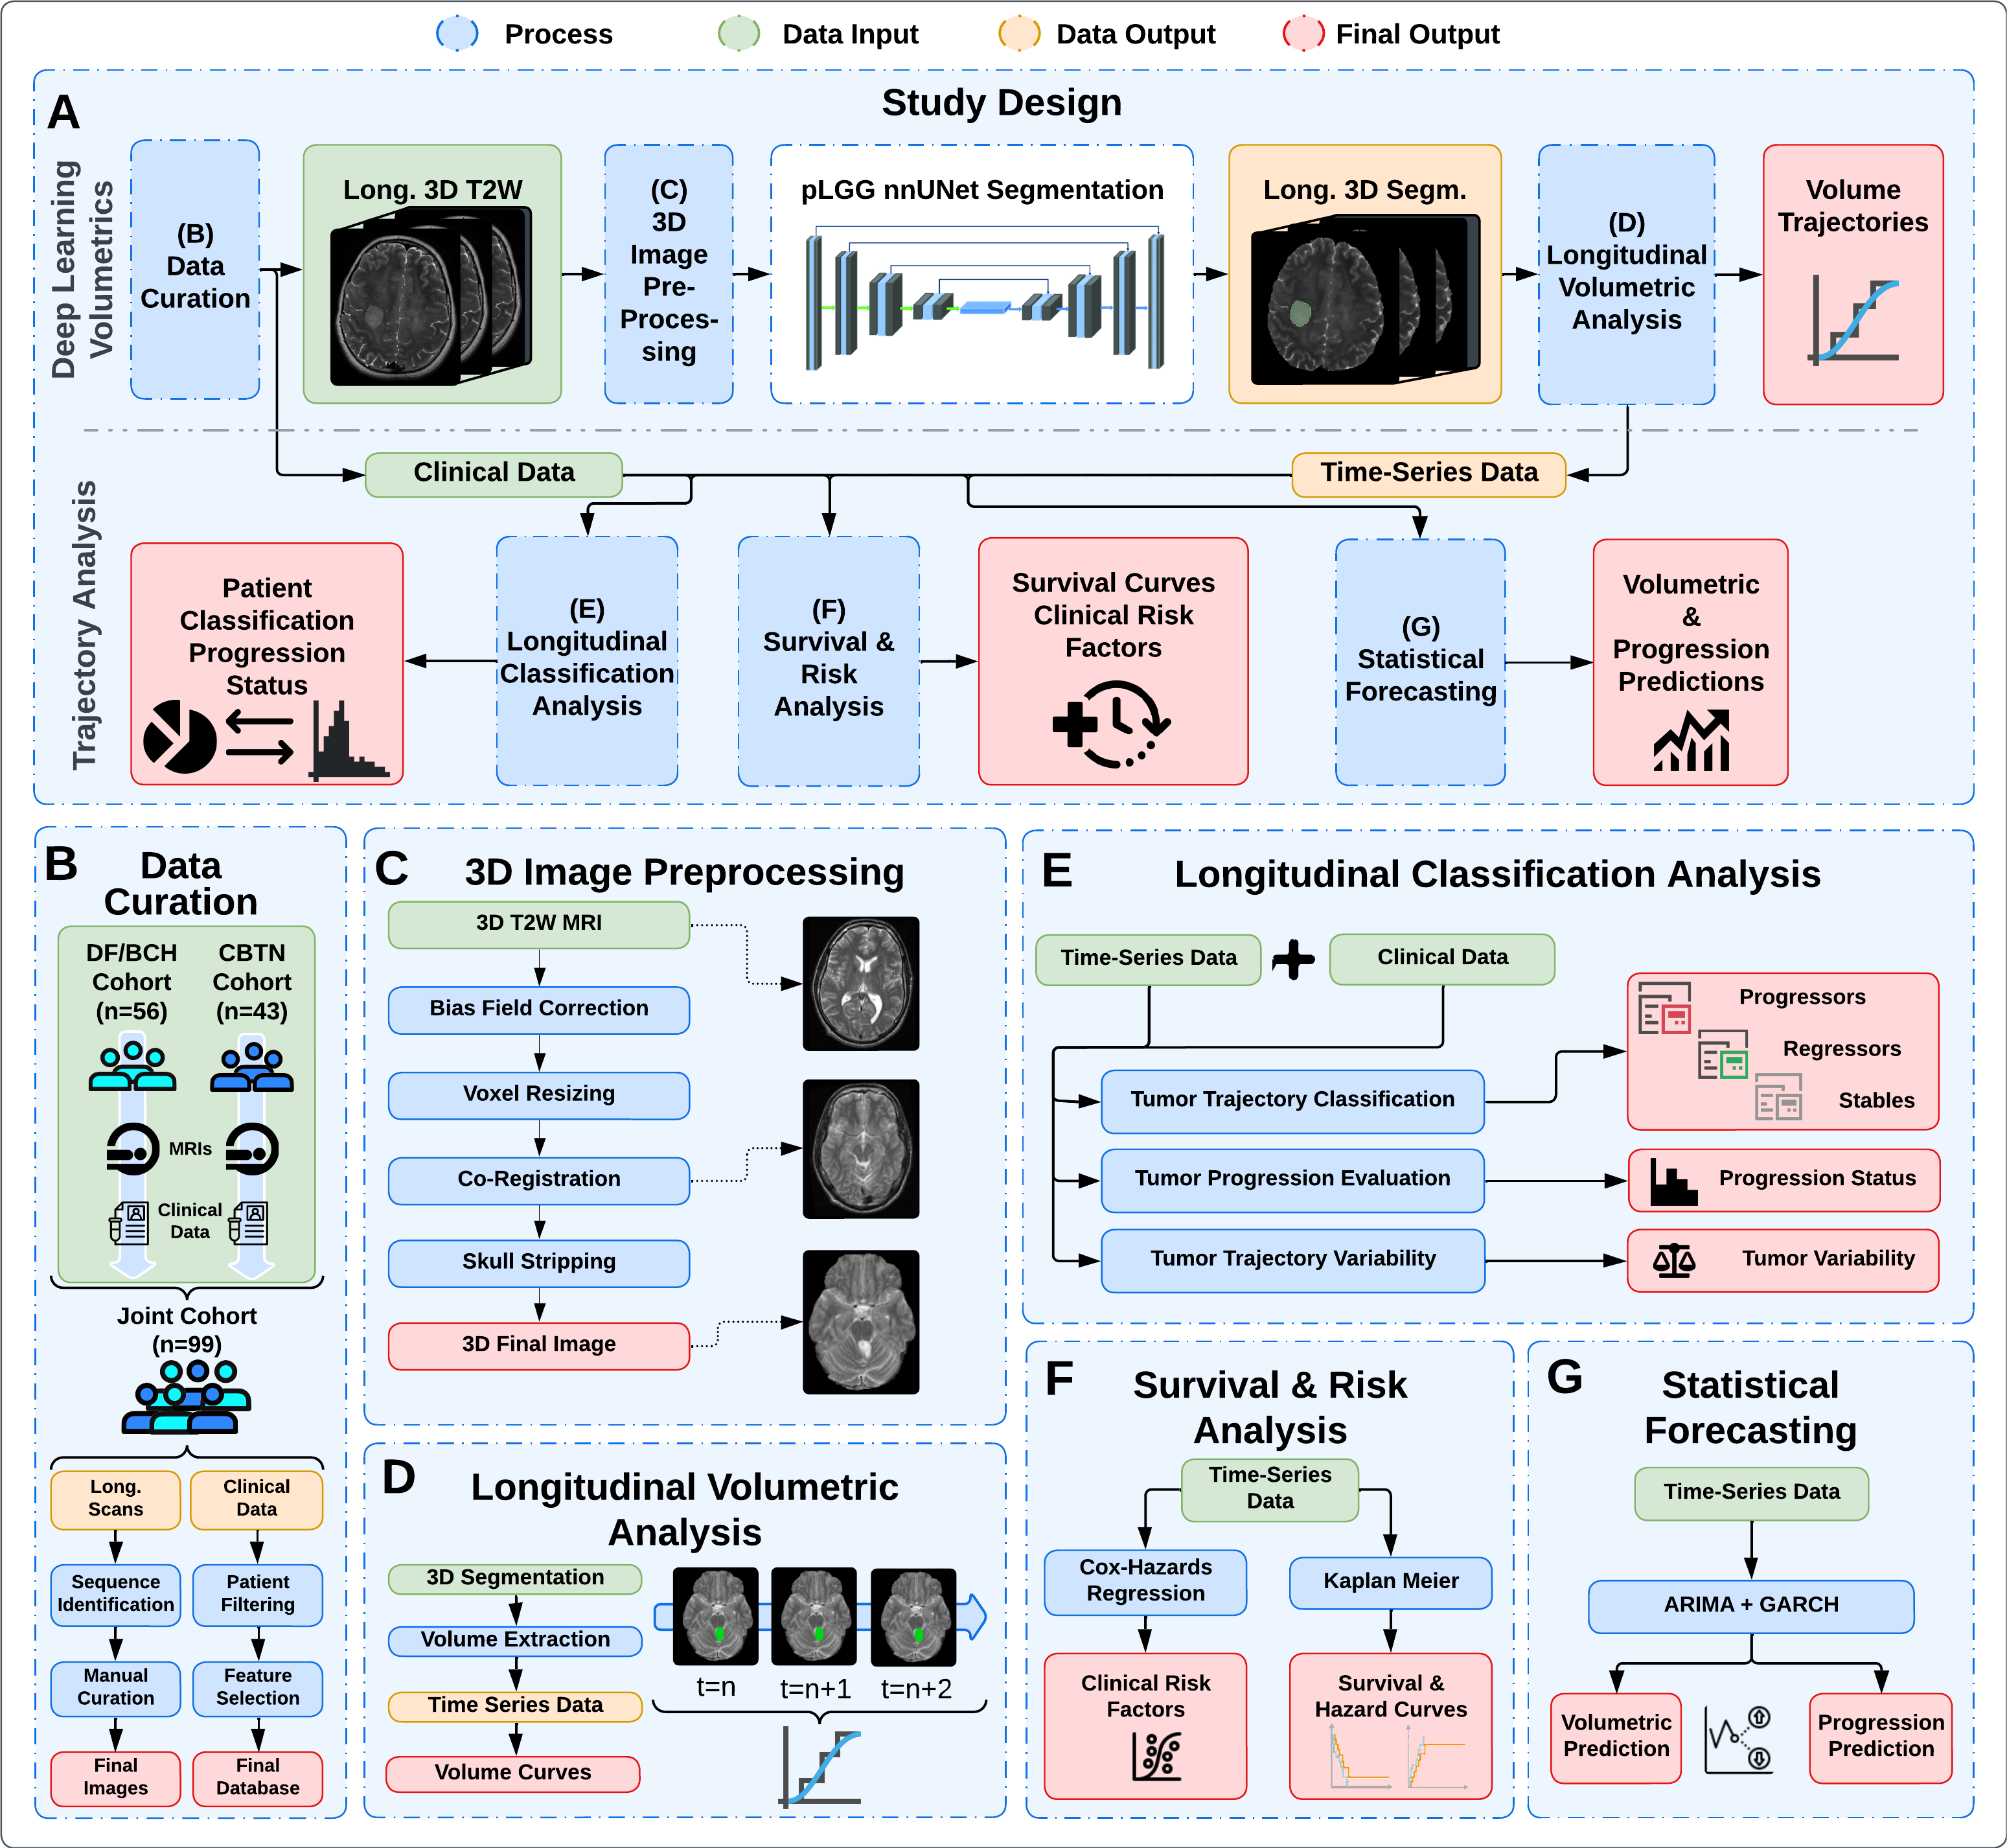 Process
Data Input
Data Output
Final Output
A
Study Design
Deep Learning
Volumetrics
(B)
Data
Curation
Long. 3D T2W
(C)
3D
Image
Pre-
Proces-
sing
pLGG nnUNet Segmentation
Long. 3D Segm.
(D)
Longitudinal
Volumetric
Analysis
Volume
Trajectories
Trajectory Analysis
Clinical Data
Time-Series Data
Patient
Classification
Progression
Status
(E)
Longitudinal
Classification
Analysis
(F)
Survival &
Risk
Analysis
Survival Curves
Clinical Risk
Factors
(G)
Statistical
Forecasting
Volumetric
&
Progression
Predictions
B
Data
Curation
DF/BCH
Cohort
(n=56)
CBTN
Cohort
(n=43)
MRIs
Clinical
Data
Joint Cohort
(n=99)
Long.
Scans
Clinical
Data
Sequence
Identification
Patient
Filtering
Manual
Curation
Feature
Selection
Final
Images
Final
Database
C
3D Image Preprocessing
3D T2W MRI
Bias Field Correction
Voxel Resizing
Co-Registration
Skull Stripping
3D Final Image
D
Longitudinal Volumetric
Analysis
3D Segmentation
Volume Extraction
Time Series Data
Volume Curves
t=n
t=n+1
t=n+2
E
Longitudinal Classification Analysis
Time-Series Data
Clinical Data
Tumor Trajectory Classification
Tumor Progression Evaluation
Tumor Trajectory Variability
Progressors
Regressors
Stables
Progression Status
Tumor Variability
F
Survival & Risk
Analysis
Time-Series
Data
Cox-Hazards
Regression
Kaplan Meier
Clinical Risk
Factors
Survival &
Hazard Curves
G
Statistical
Forecasting
Time-Series Data
ARIMA + GARCH
Volumetric
Prediction
Progression
Prediction